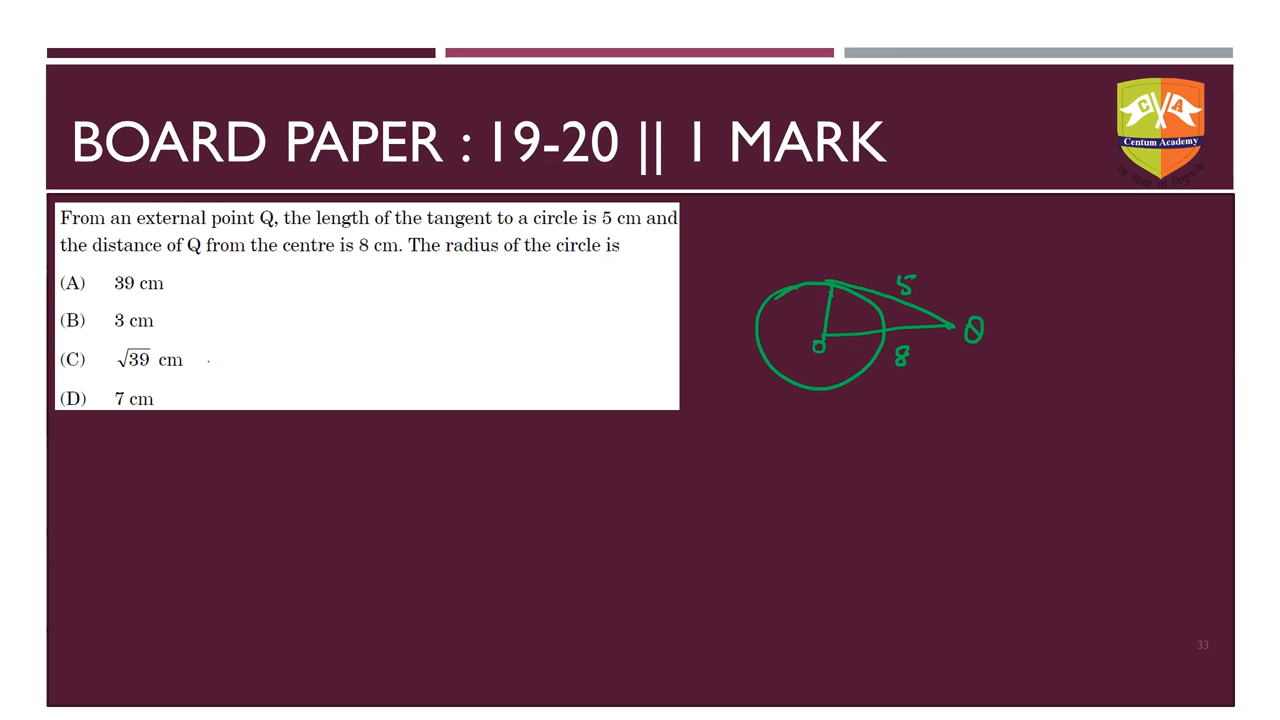 BOARD PAPER : 19-20 || 1 MARK
C A
Centum Academy
From an external point Q, the length of the tangent to a circle is 5 cm and
the distance of Q from the centre is 8 cm. The radius of the circle is
(A) 39 cm
(B) 3 cm
(C) √39 cm
(D) 7 cm
5
O
Q
8
33